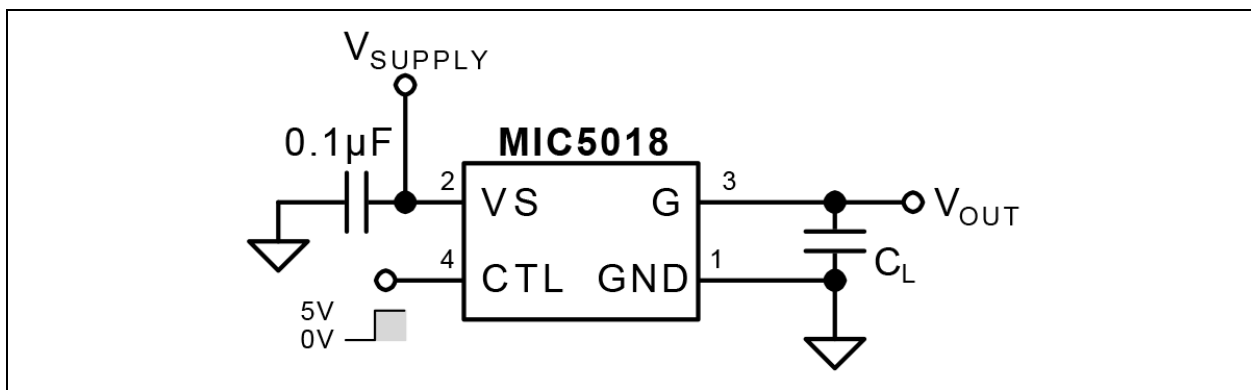 VSUPPLY
0.1µF
MIC5018
2
VS
G
3
VOUT
4
CTL
GND
1
CL
5V
0V